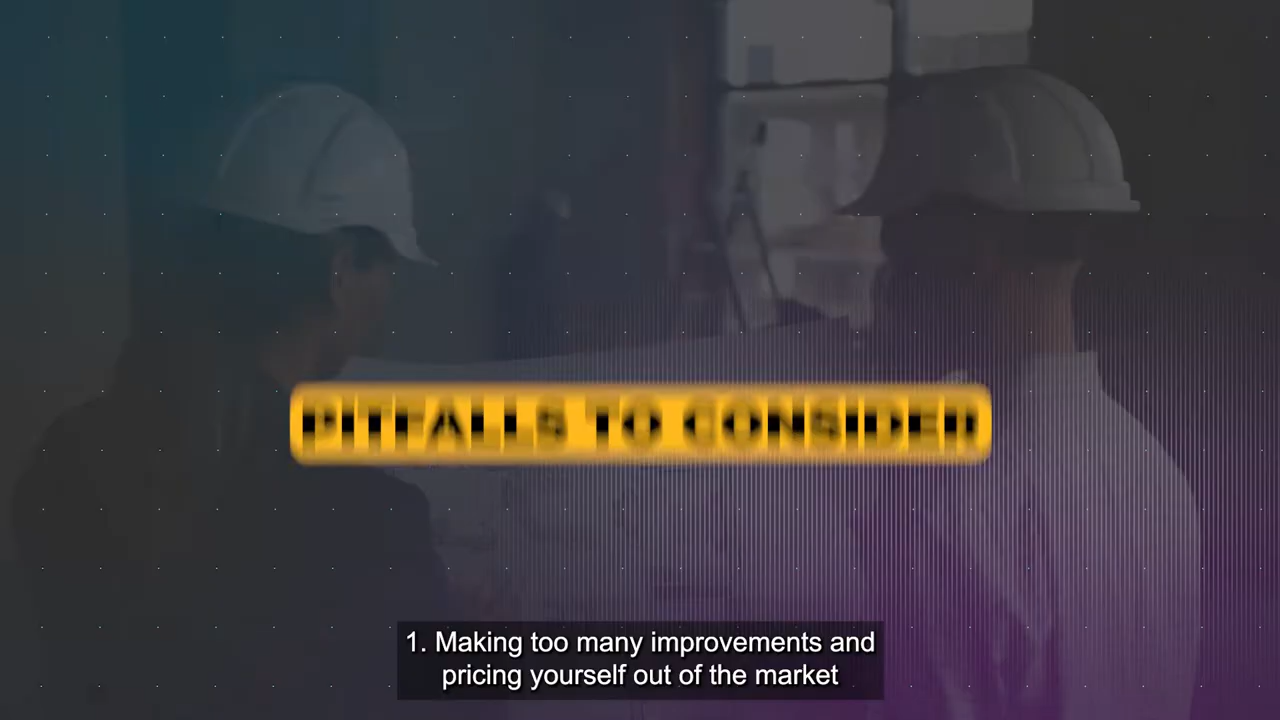 PITFALLS TO CONSIDER
1. Making too many improvements and
pricing yourself out of the market